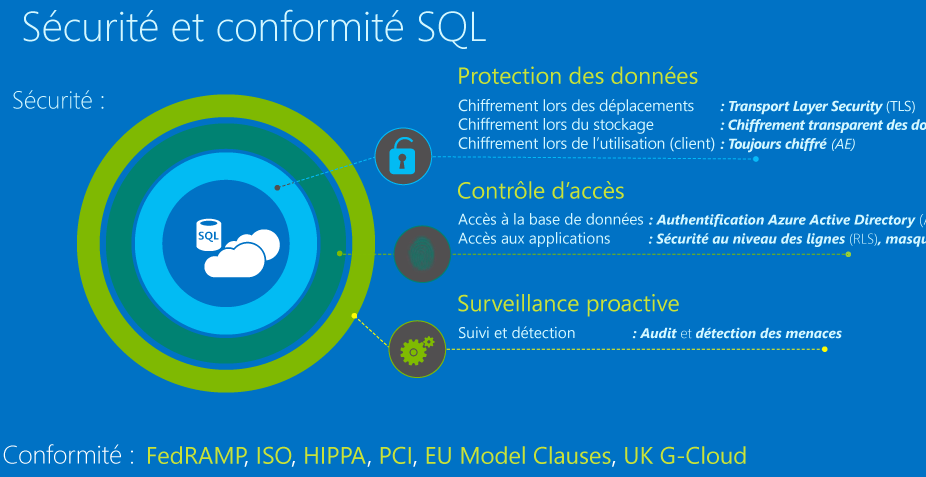 Sécurité et conformité SQL
Sécurité :
Protection des données
Chiffrement lors des déplacements : Transport Layer Security (TLS)
Chiffrement lors du stockage : Chiffrement transparent des
Chiffrement lors de l’utilisation (client) : Toujours chiffré (AE)
SQL
Contrôle d’accès
Accès à la base de données : Authentification Azure Active Directory
Accès aux applications : Sécurité au niveau des lignes (RLS),
Surveillance proactive
Suivi et détection : Audit et détection des menaces
Conformité : FedRAMP, ISO, HIPPA, PCI, EU Model Clauses, UK G-Cloud